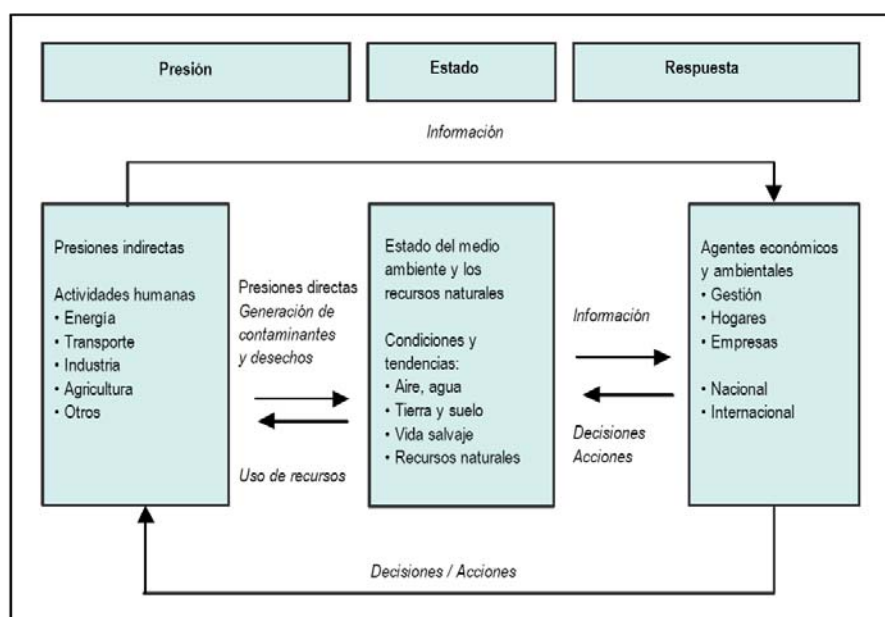 Presión
Estado
Respuesta
Información
Presiones indirectas
Actividades humanas
• Energía
• Transporte
• Industria
• Agricultura
• Otros
Presiones directas
Generación de
contaminantes
y desechos
Uso de recursos
Estado del medio
ambiente y los
recursos naturales
Condiciones y
tendencias:
• Aire, agua
• Tierra y suelo
• Vida salvaje
• Recursos naturales
Información
Decisiones
Acciones
Agentes económicos
y ambientales
• Gestión
• Hogares
• Empresas
• Nacional
• Internacional
Decisiones / Acciones